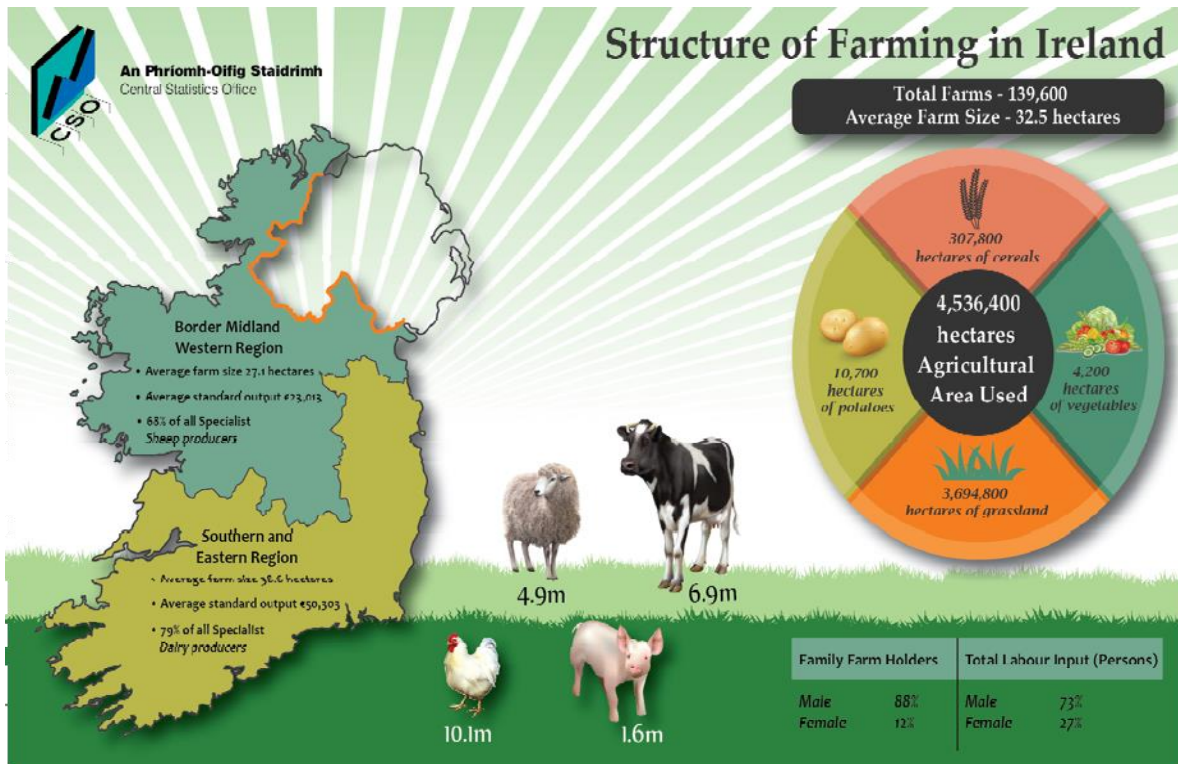 Structure of Farming in Ireland
An Phríomh-Oifig Staidrimh
Central Statistics Office
CSO
Total Farms - 139,600
Average Farm Size - 32.5 hectares
307,800
hectares of cereals
4,536,400
hectares
Agricultural
Area Used
10,700
hectares
of potatoes
4,200
hectares
of vegetables
3,694,800
hectares of grassland
Border Midland
Western Region
• Average farm size 27.1 hectares
• Average standard output €23,013
• 68% of all Specialist
Sheep producers
Southern and
Eastern Region
• Average farm size hectares
• Average standard output €50,303
• 79% of all Specialist
Dairy producers
4.9m
6.9m
10.1m
1.6m
Family Farm Holders
Male 88%
Female 12%
Total Labour Input (Persons)
Male 73%
Female 27%